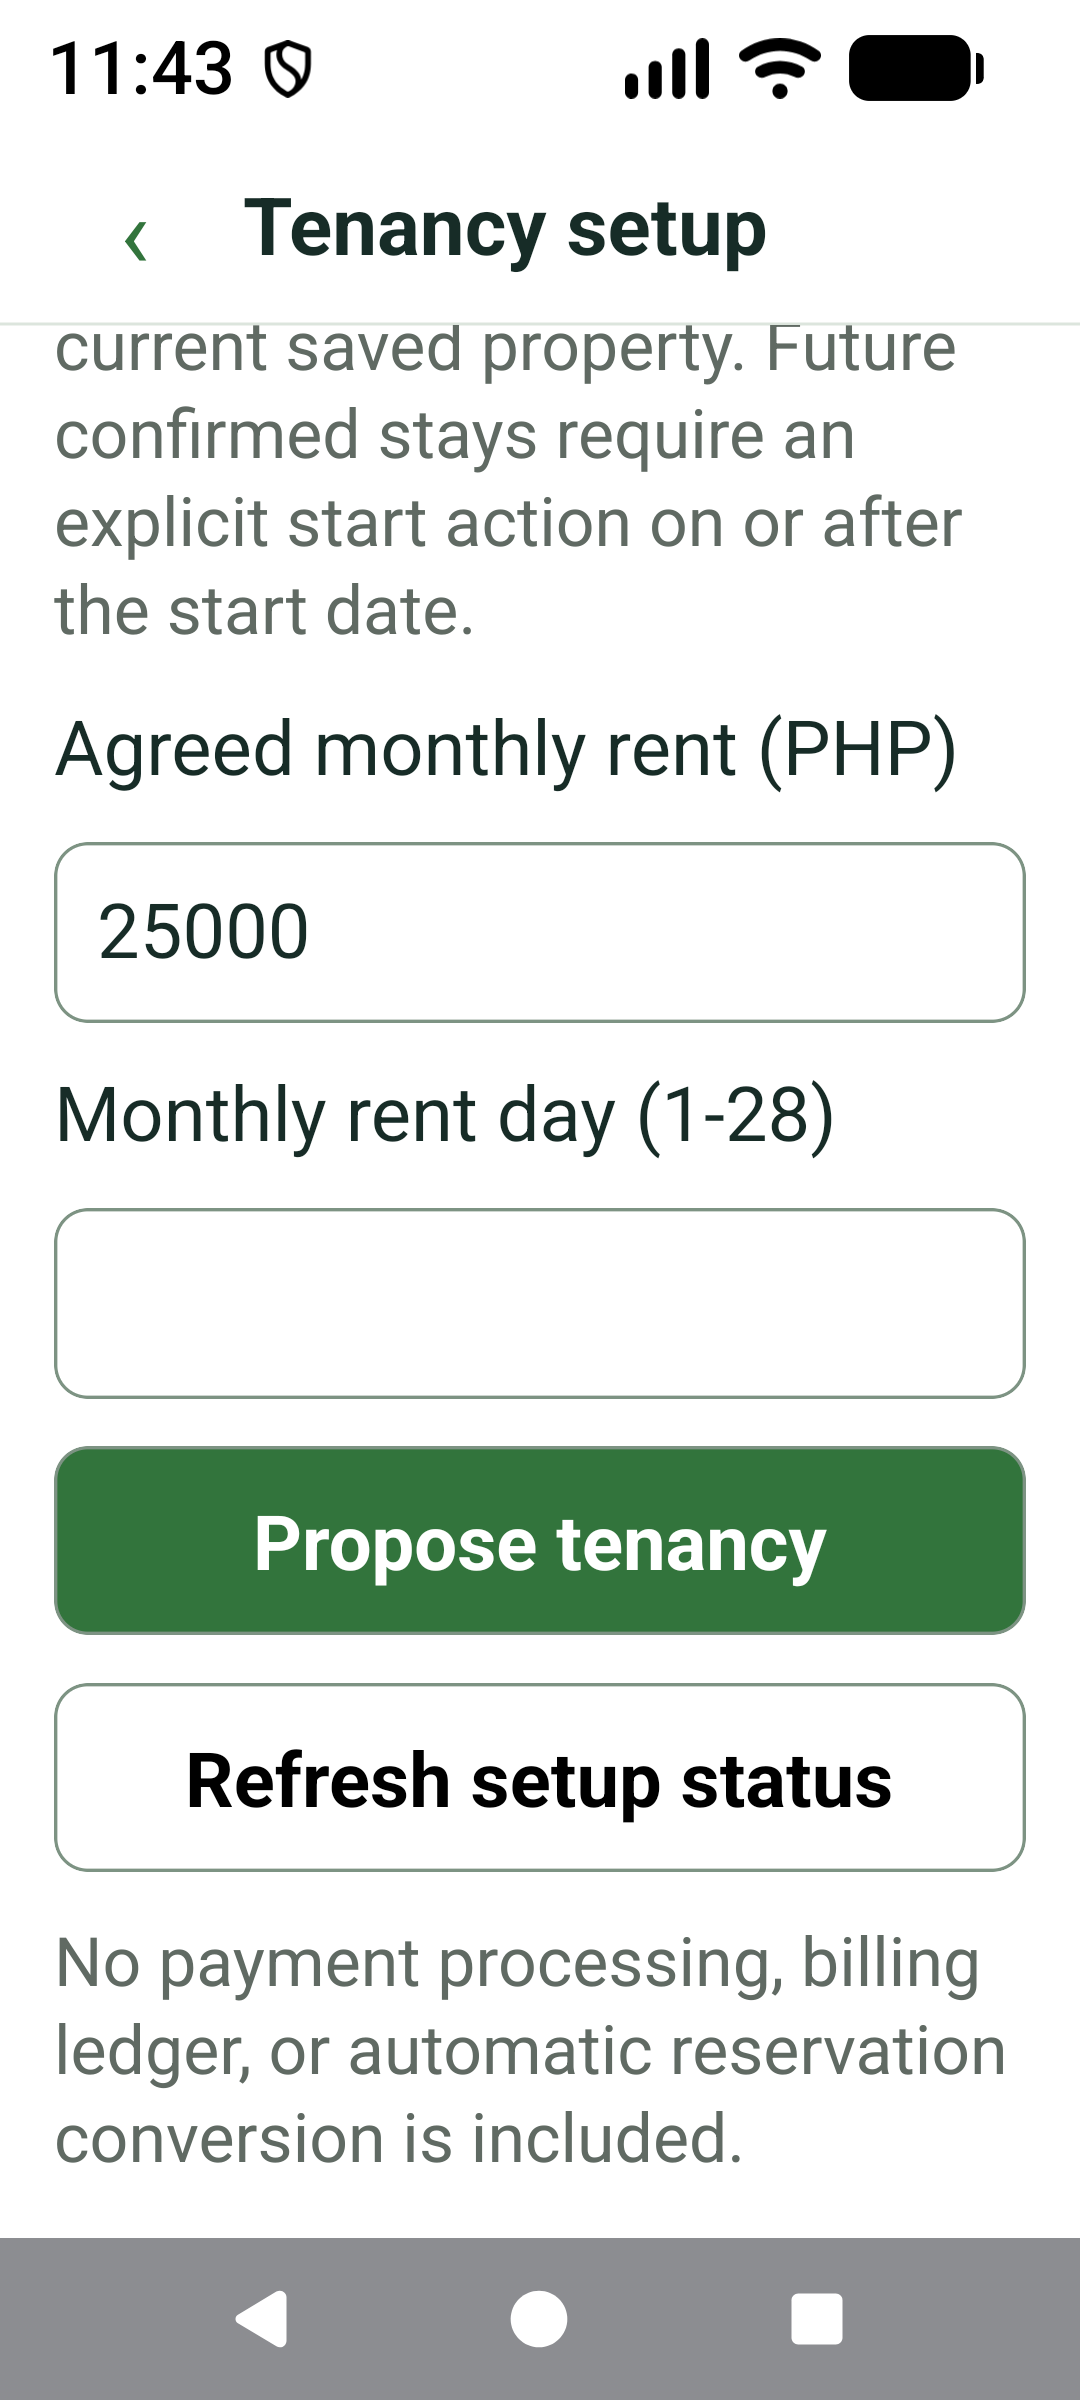 11:43
‹ Tenancy setup
current saved property. Future
confirmed stays require an
explicit start action on or after
the start date.
Agreed monthly rent (PHP)
25000
Monthly rent day (1-28)
Propose tenancy
Refresh setup status
No payment processing, billing
ledger, or automatic reservation
conversion is included.